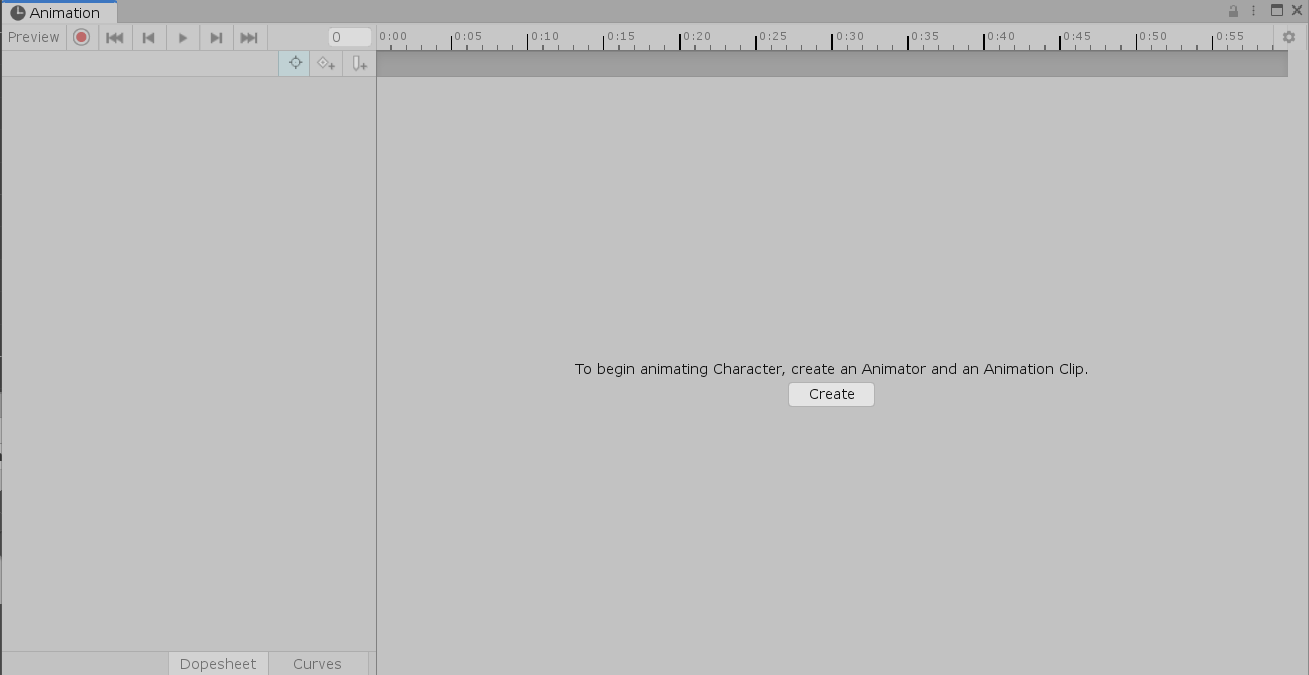 Animation
Preview 0 0:00 0:05 0:10 0:15 0:20 0:25 0:30 0:35 0:40 0:45 0:50 0:55
To begin animating Character, create an Animator and an Animation Clip.
Create
Dopesheet Curves